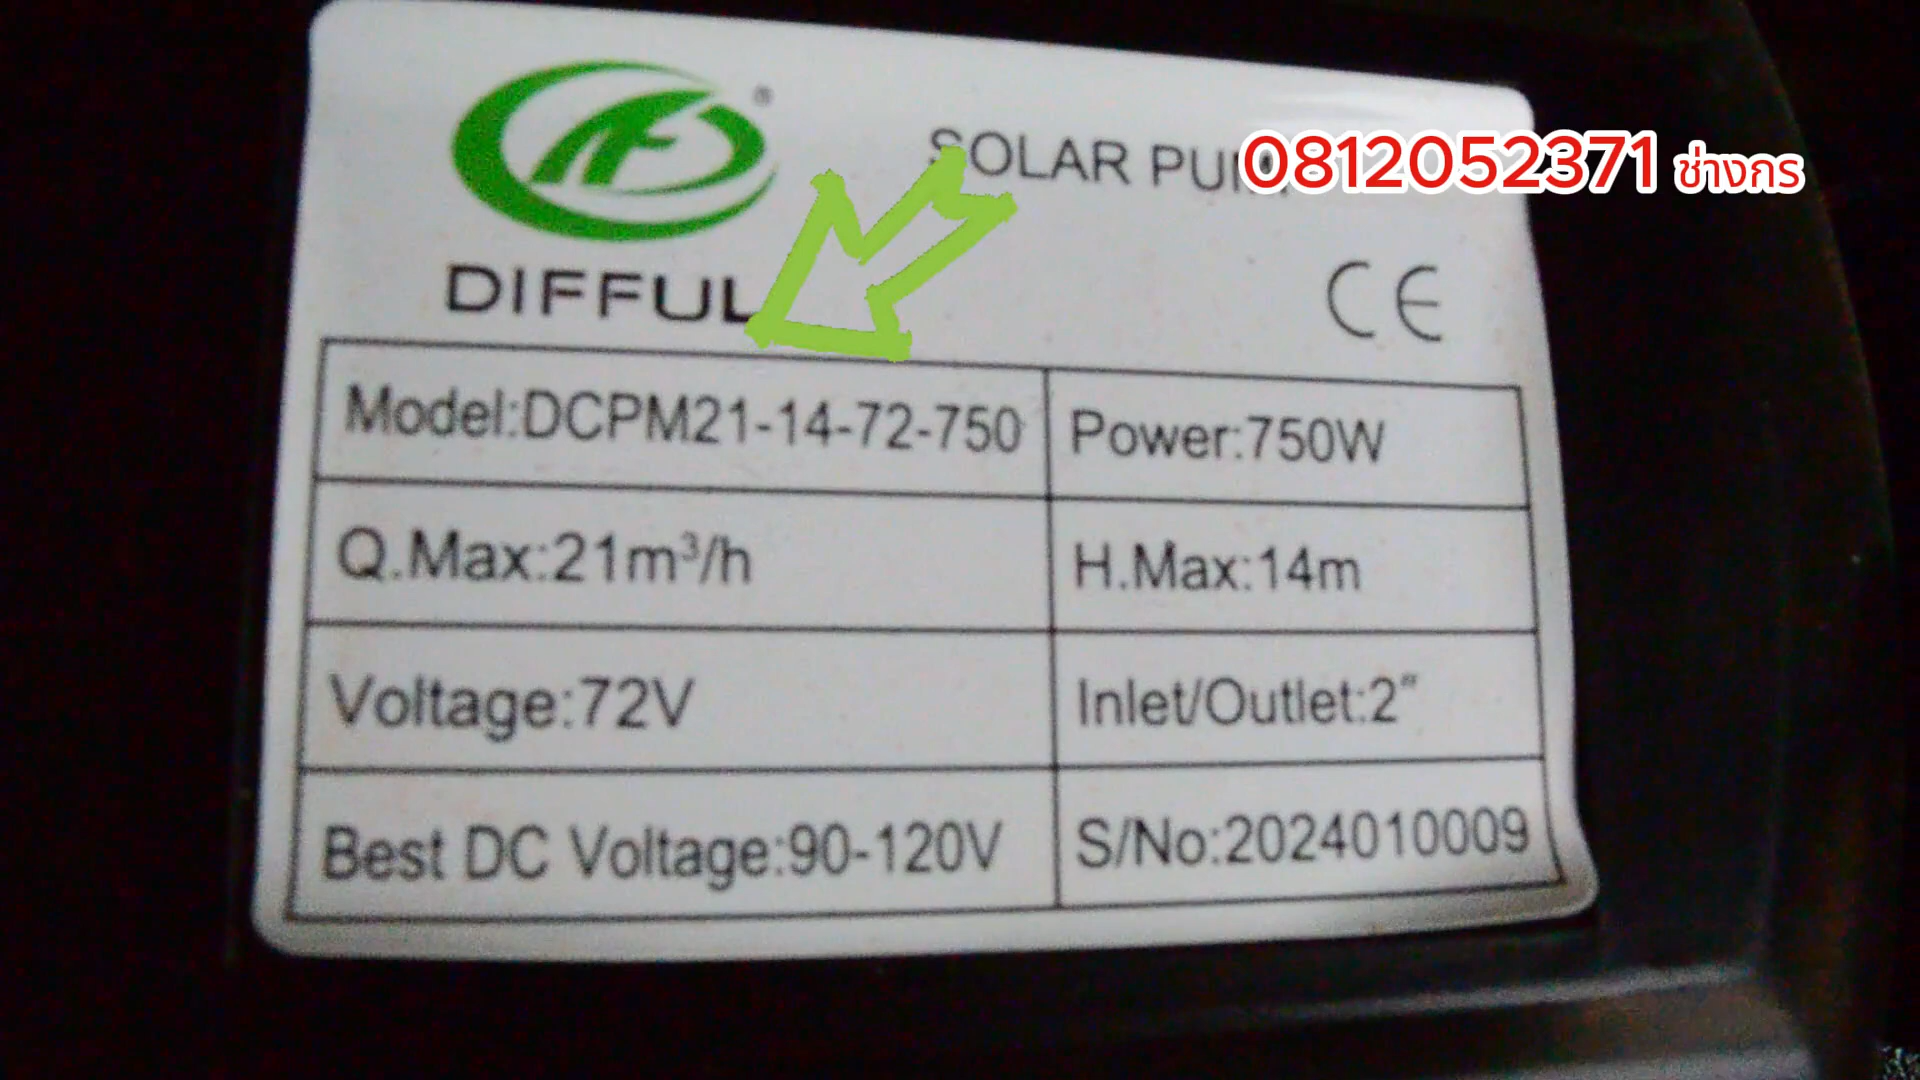 SOLAR PUM
0812052371 ช่างกร
®
DIFFUL
CE
Model:DCPM21-14-72-750 Power:750W
Q.Max:21m³/h H.Max:14m
Voltage:72V Inlet/Outlet:2"
Best DC Voltage:90-120V S/No:2024010009